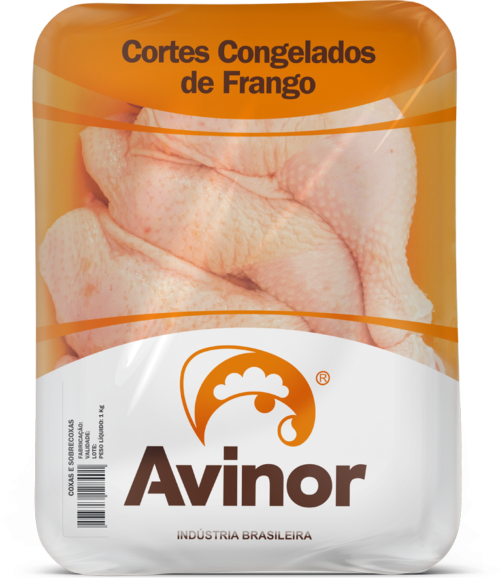 Cortes Congelados
de Frango
®
Avinor
INDÚSTRIA BRASILEIRA
COXAS E SOBRECOXAS
FABRICAÇÃO:
VALIDADE:
LOTE:
PESO LÍQUIDO: 1 Kg